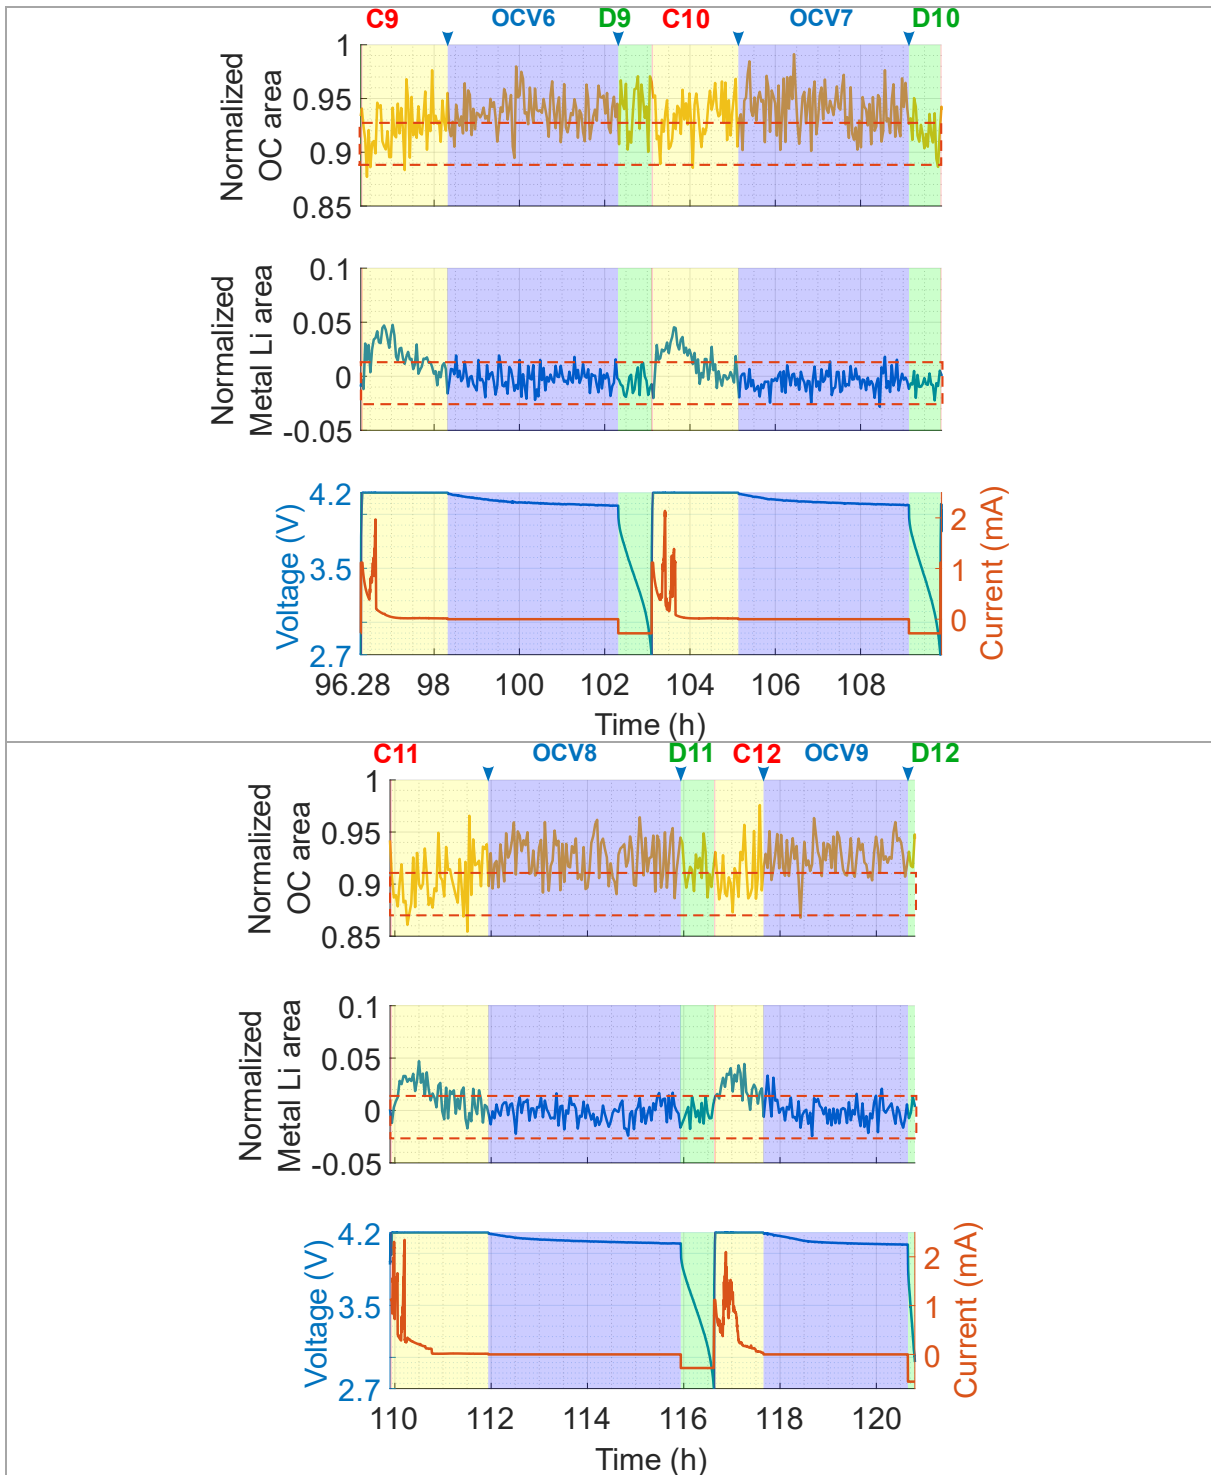 C9 OCV6 D9 C10 OCV7 D10
Normalized
OC area
1
0.95
0.9
0.85
Normalized
Metal Li area
0.1
0.05
0
-0.05
Voltage (V)
4.2
3.5
2.7
2
1
0
Current (mA)
96.28 98 100 102 104 106 108
Time (h)
C11 OCV8 D11 C12 OCV9 D12
Normalized
OC area
1
0.95
0.9
0.85
Normalized
Metal Li area
0.1
0.05
0
-0.05
Voltage (V)
4.2
3.5
2.7
2
1
0
Current (mA)
110 112 114 116 118 120
Time (h)